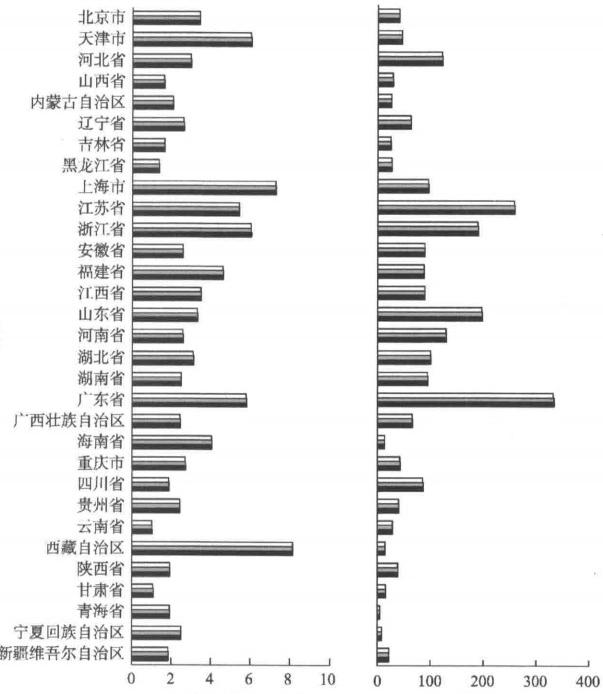 北京市
天津市
河北省
山西省
内蒙古自治区
辽宁省
吉林省
黑龙江省
上海市
江苏省
浙江省
安徽省
福建省
江西省
山东省
河南省
湖北省
湖南省
广东省
广西壮族自治区
海南省
重庆市
四川省
贵州省
云南省
西藏自治区
陕西省
甘肃省
青海省
宁夏回族自治区
新疆维吾尔自治区
0 2 4 6 8 10
0 100 200 300 400